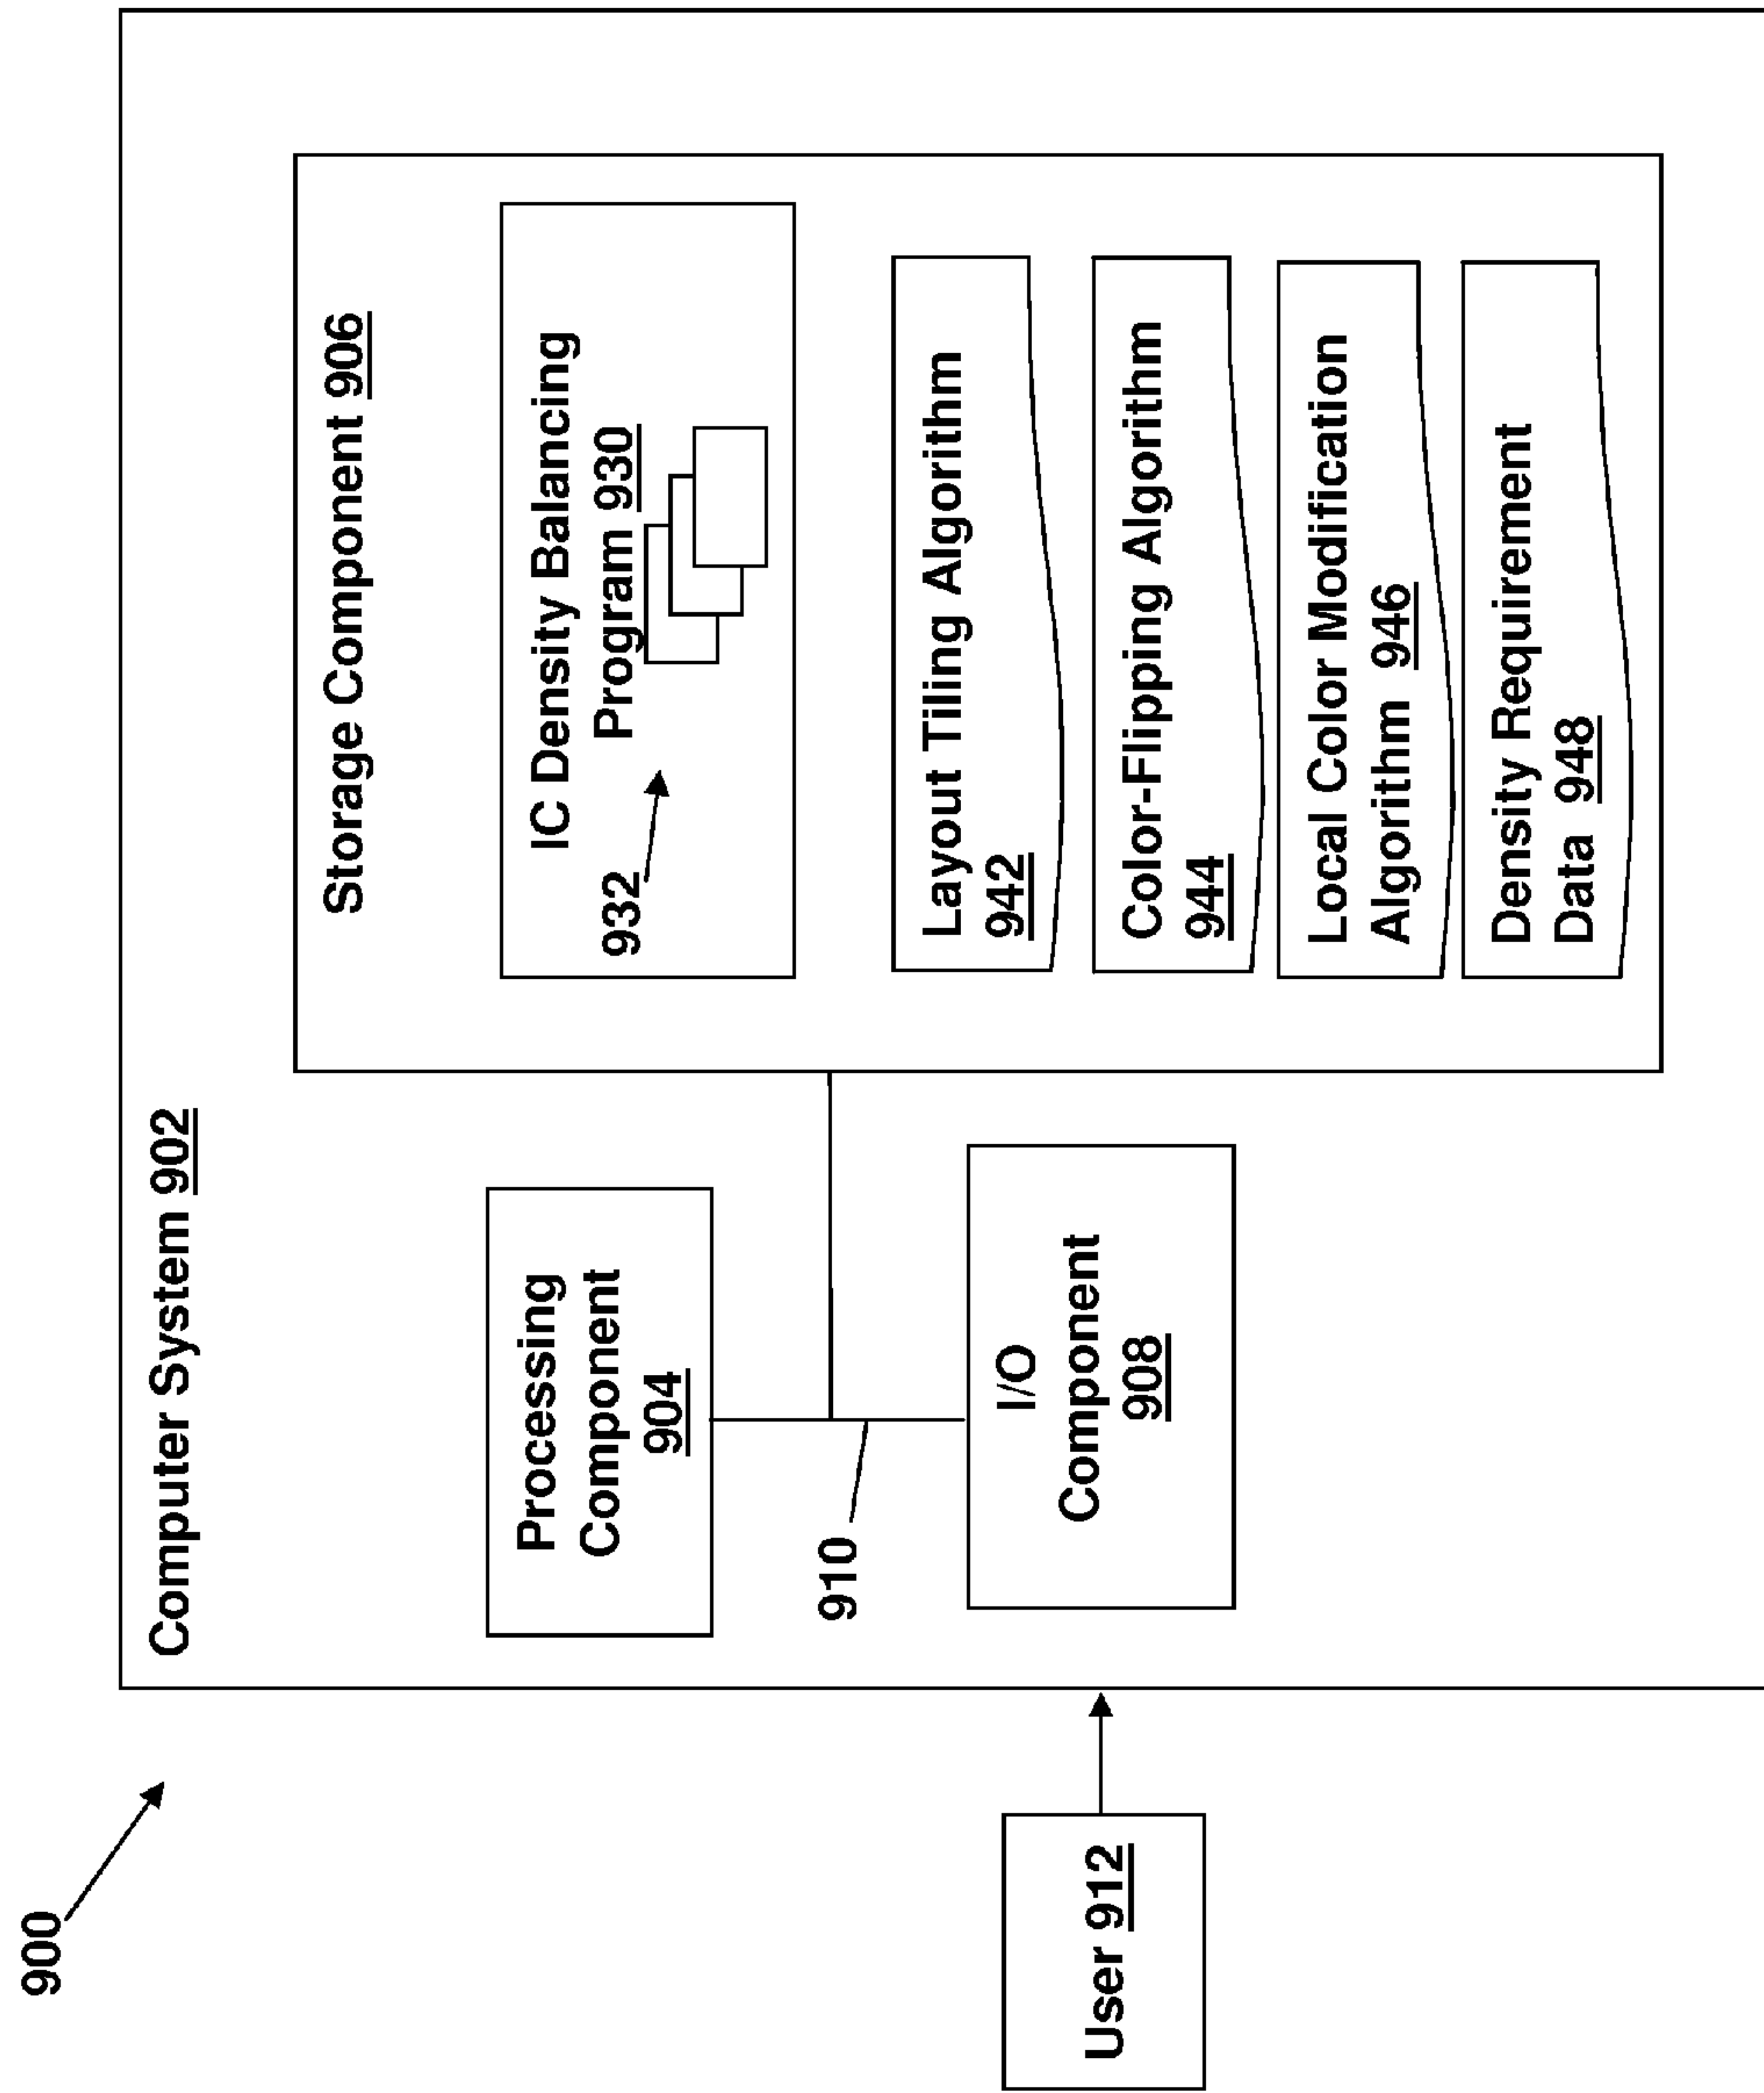 900
Computer System 902
Storage Component 906
IC Density Balancing
Program 930
932
Processing
Component
904
910
I/O
Component
908
Layout Tiling Algorithm
942
Color-Flipping Algorithm
944
Local Color Modification
Algorithm 946
Density Requirement
Data 948
User 912